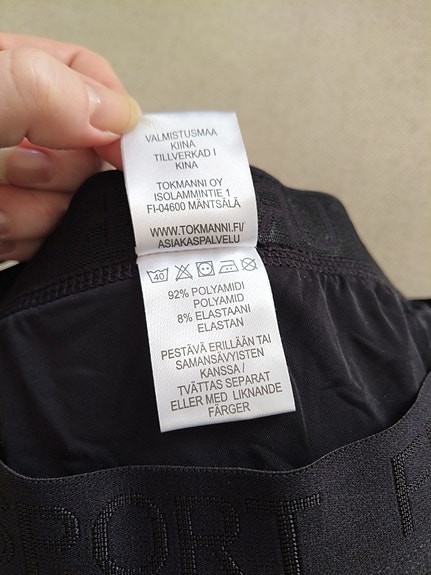 VALMISTUSMAA
KIINA
TILLVERKAD I
KINA
TOKMANNI OY
ISOLAMMINTIE 1
FI-04600 MÄNTSÄLÄ
WWW.TOKMANNI.FI/
ASIAKASPALVELU
40
92% POLYAMIDI
POLYAMID
8% ELASTAANI
ELASTAN
PESTÄVÄ ERILLÄÄN TAI
SAMANSÄVYISTEN
KANSSA /
TVÄTTAS SEPARAT
ELLER MED LIKNANDE
FÄRGER
SPORT